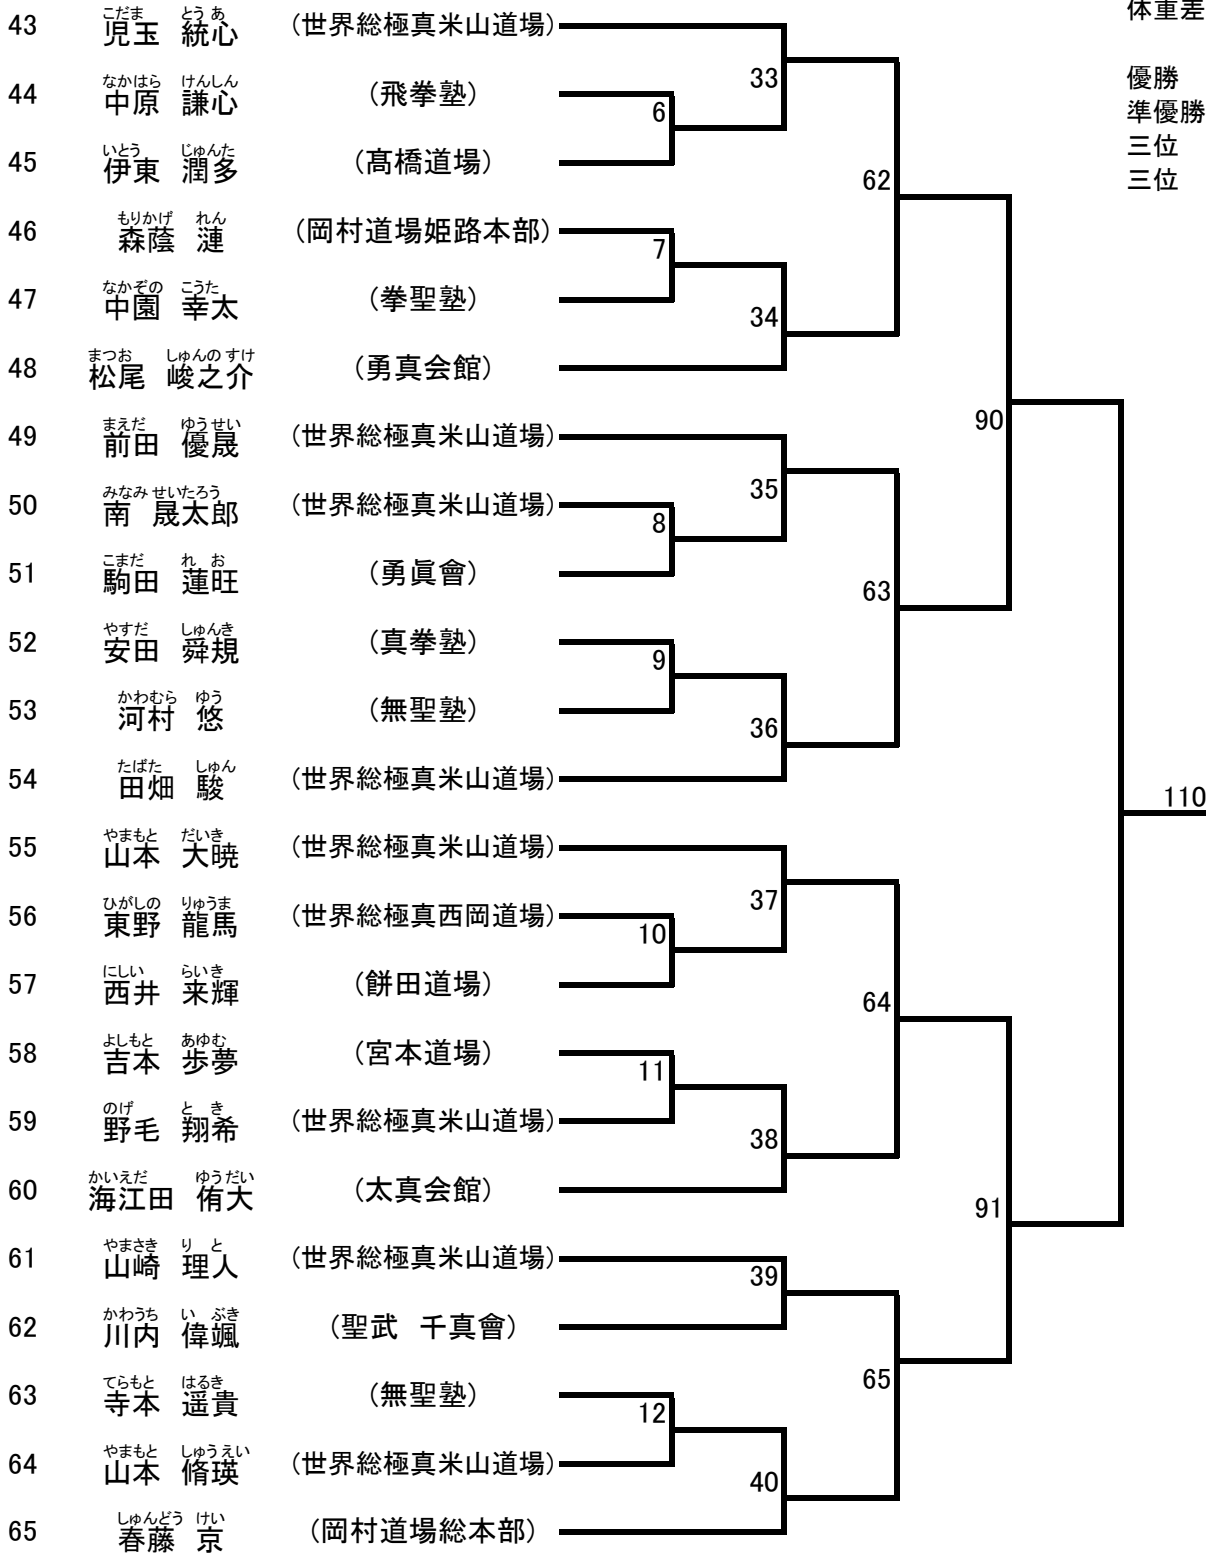 体重差
優勝
準優勝
三位
三位
こだま とうあ
43 児玉 統心 (世界総極真米山道場)
33
なかはら けんしん
44 中原 謙心 (飛拳塾)
6
いとう じゅんた
45 伊東 潤多 (髙橋道場)
62
もりかげ れん
46 森蔭 漣 (岡村道場姫路本部)
7
なかぞの こうた
47 中園 幸太 (拳聖塾)
34
まつお しゅんのすけ
48 松尾 峻之介 (勇真会館)
90
まえだ ゆうせい
49 前田 優晟 (世界総極真米山道場)
35
みなみ せいたろう
50 南 晟太郎 (世界総極真米山道場)
8
こまだ れお
51 駒田 蓮旺 (勇眞會)
63
やすだ しゅんき
52 安田 舜規 (真拳塾)
9
かわむら ゆう
53 河村 悠 (無聖塾)
36
たばた しゅん
54 田畑 駿 (世界総極真米山道場)
110
やまもと だいき
55 山本 大暁 (世界総極真米山道場)
37
ひがしの りゅうま
56 東野 龍馬 (世界総極真西岡道場)
10
にしい らいき
57 西井 来輝 (餅田道場)
64
よしもと あゆむ
58 吉本 歩夢 (宮本道場)
11
のげ とき
59 野毛 翔希 (世界総極真米山道場)
38
かいえだ ゆうだい
60 海江田 侑大 (太真会館)
91
やまさき りと
61 山崎 理人 (世界総極真米山道場)
39
かわうち いぶき
62 川内 偉颯 (聖武 千真會)
65
てらもと はるき
63 寺本 遥貴 (無聖塾)
12
やまもと しゅうえい
64 山本 脩瑛 (世界総極真米山道場)
40
しゅんどう けい
65 春藤 京 (岡村道場総本部)